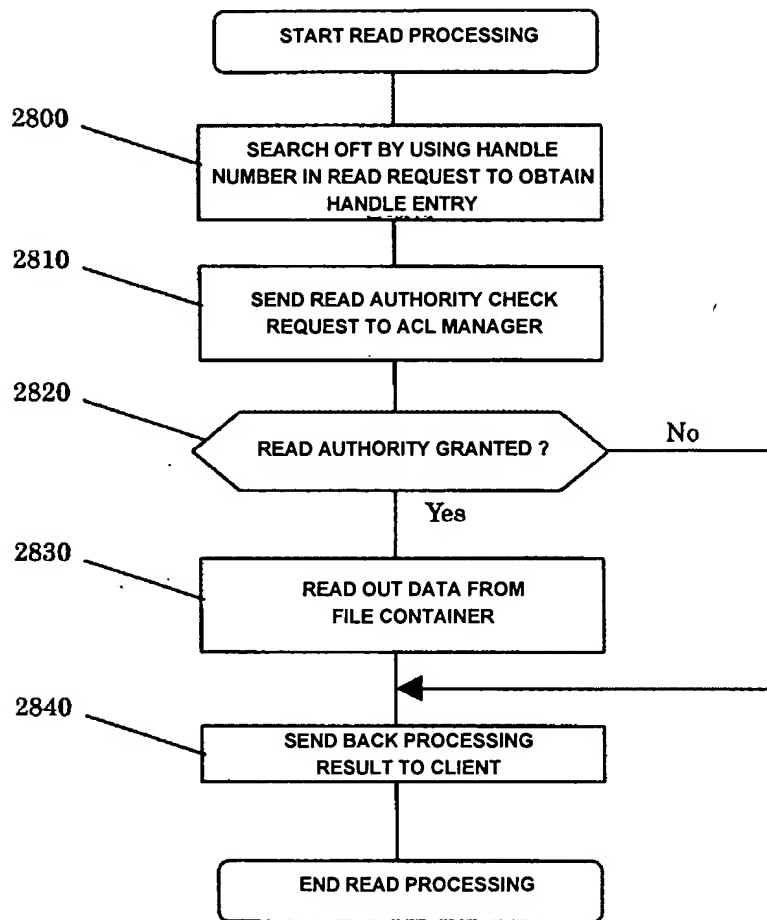 START READ PROCESSING
2800
SEARCH OFT BY USING HANDLE
NUMBER IN READ REQUEST TO OBTAIN
HANDLE ENTRY
2810
SEND READ AUTHORITY CHECK
REQUEST TO ACL MANAGER
2820
READ AUTHORITY GRANTED ?
No
Yes
2830
READ OUT DATA FROM
FILE CONTAINER
2840
SEND BACK PROCESSING
RESULT TO CLIENT
END READ PROCESSING